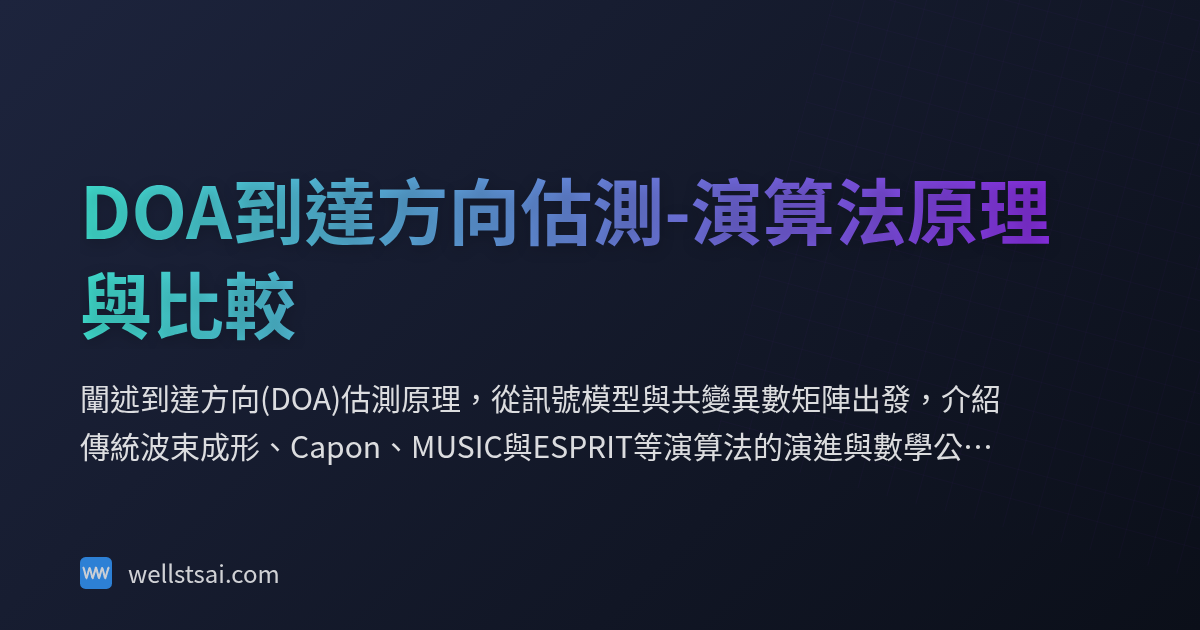 DOA到達方向估測-演算法原理
與比較
闡述到達方向(DOA)估測原理，從訊號模型與共變異數矩陣出發，介紹
傳統波束成形、Capon、MUSIC與ESPRIT等演算法的演進與數學公…
wellstsai.com